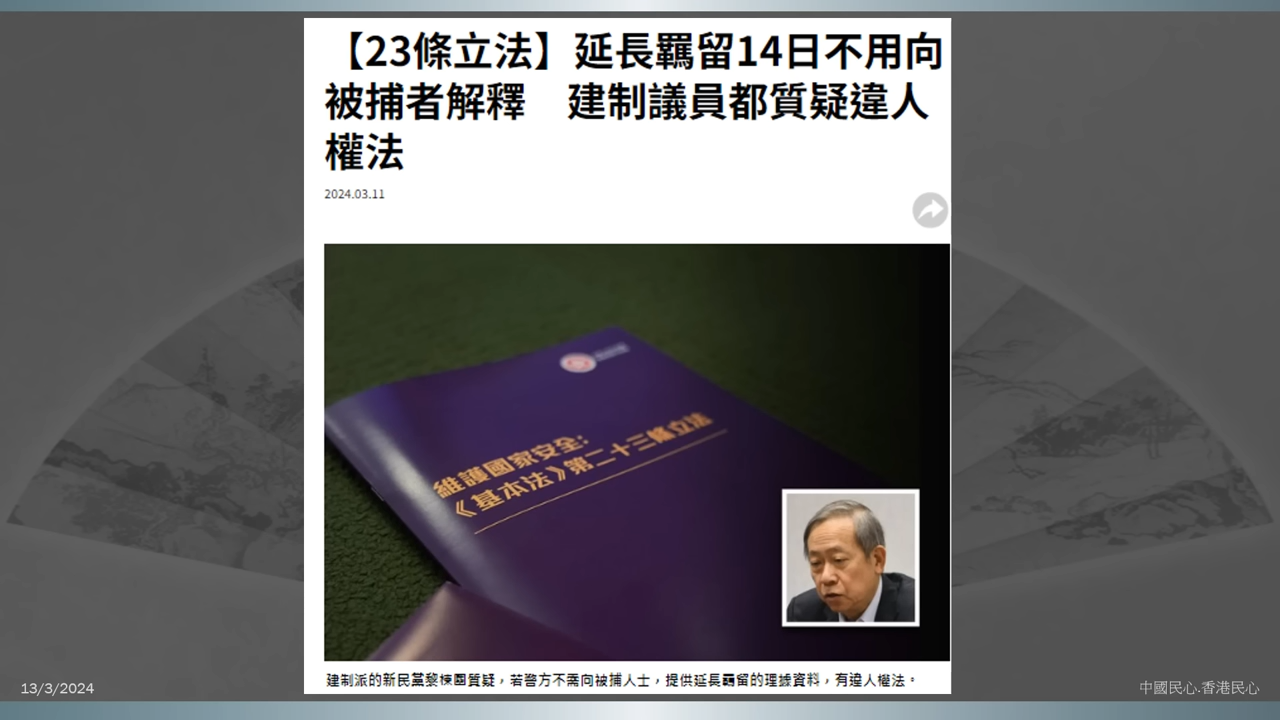 【23條立法】延長羈留14日不用向
被捕者解釋　建制議員都質疑違人
權法
2024.03.11
維護國家安全:
《基本法》第二十三條立法
建制派的新民黨黎棟國質疑，若警方不需向被捕人士，提供延長羈留的理據資料，有違人權法。
13/3/2024
中國民心.香港民心